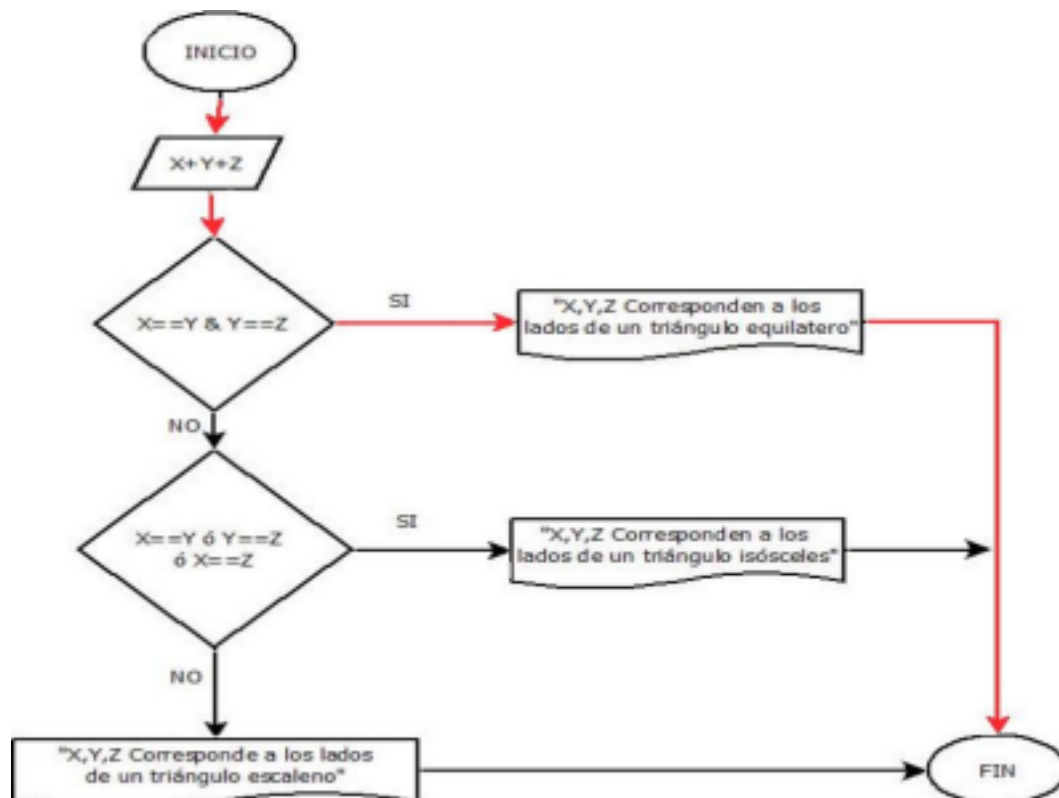 INICIO
X+Y+Z
X==Y & Y==Z
SI
"X,Y,Z Corresponden a los
lados de un triángulo equilatero"
NO
X==Y ó Y==Z
ó X==Z
SI
"X,Y,Z Corresponden a los
lados de un triángulo isósceles"
NO
"X,Y,Z Corresponde a los lados
de un triángulo escaleno"
FIN